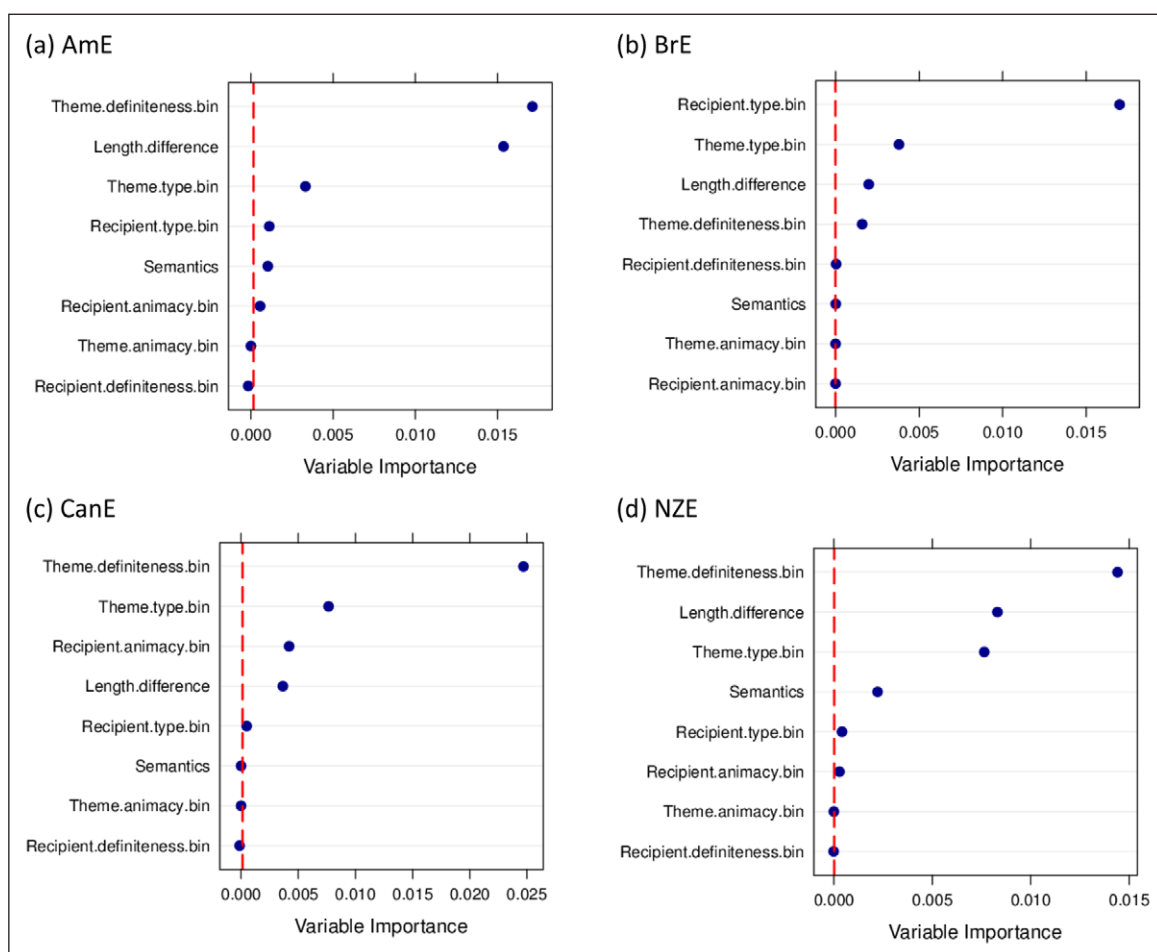 (a) AmE
Theme.definiteness.bin
Length.difference
Theme.type.bin
Recipient.type.bin
Semantics
Recipient.animacy.bin
Theme.animacy.bin
Recipient.definiteness.bin
0.000 0.005 0.010 0.015
Variable Importance
(b) BrE
Recipient.type.bin
Theme.type.bin
Length.difference
Theme.definiteness.bin
Recipient.definiteness.bin
Semantics
Theme.animacy.bin
Recipient.animacy.bin
0.000 0.005 0.010 0.015
Variable Importance
(c) CanE
Theme.definiteness.bin
Theme.type.bin
Recipient.animacy.bin
Length.difference
Recipient.type.bin
Semantics
Theme.animacy.bin
Recipient.definiteness.bin
0.000 0.005 0.010 0.015 0.020 0.025
Variable Importance
(d) NZE
Theme.definiteness.bin
Length.difference
Theme.type.bin
Semantics
Recipient.type.bin
Recipient.animacy.bin
Theme.animacy.bin
Recipient.definiteness.bin
0.000 0.005 0.010 0.015
Variable Importance